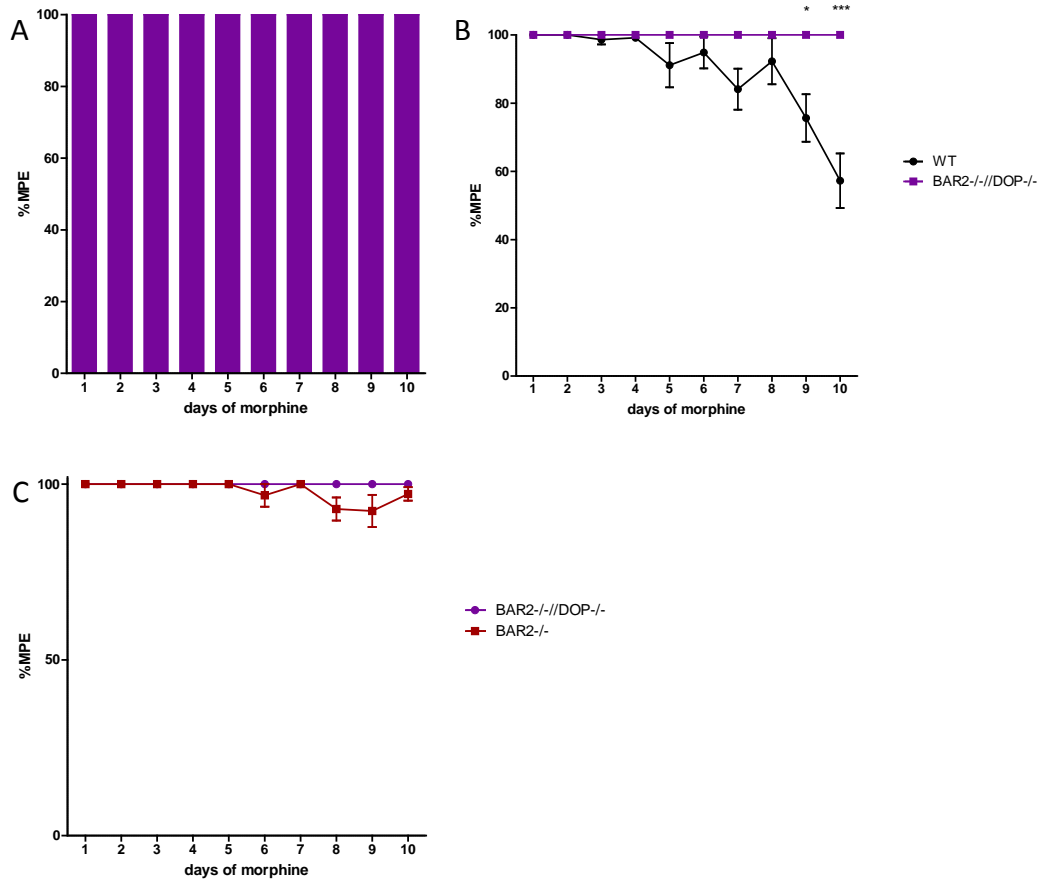 A
100
80
60
40
20
0
%MPE
1 2 3 4 5 6 7 8 9 10
days of morphine
B
* ***
100
80
60
40
20
0
%MPE
1 2 3 4 5 6 7 8 9 10
days of morphine
WT
BAR2-/-//DOP-/-
C
100
50
0
%MPE
1 2 3 4 5 6 7 8 9 10
days of morphine
BAR2-/-//DOP-/-
BAR2-/-